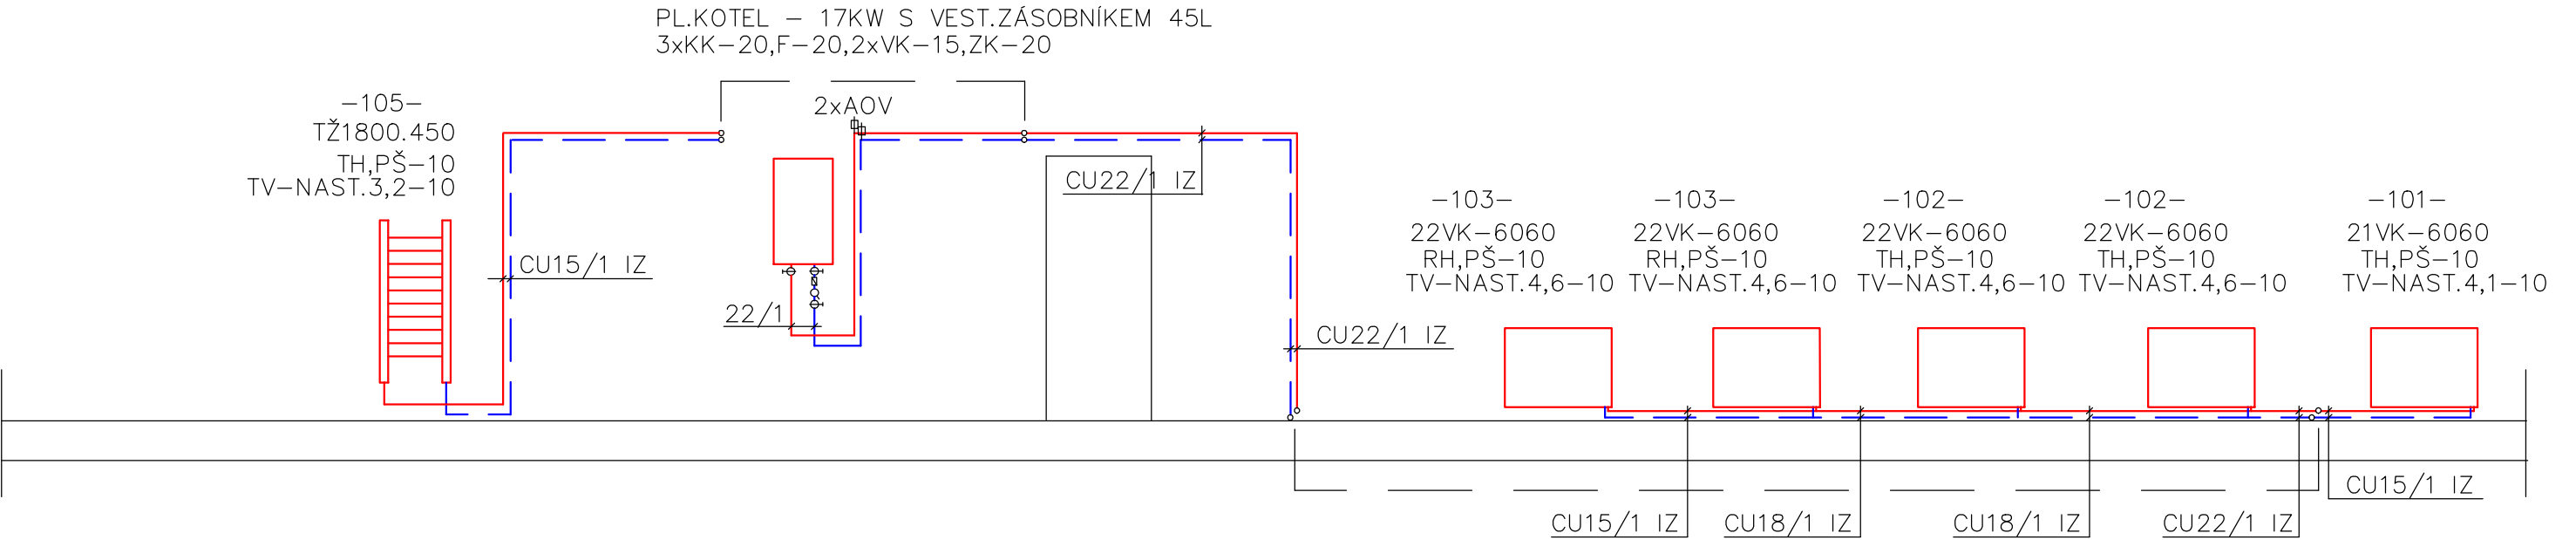 PL.KOTEL – 17KW S VEST.ZÁSOBNÍKEM 45L
3xKK–20,F–20,2xVK–15,ZK–20
–105–
TŽ1800.450
TH,PŠ–10
TV–NAST.3,2–10
2xAOV
CU15/1 IZ
22/1
CU22/1 IZ
CU22/1 IZ
–103–
22VK–6060
RH,PŠ–10
TV–NAST.4,6–10
–103–
22VK–6060
RH,PŠ–10
TV–NAST.4,6–10
–102–
22VK–6060
TH,PŠ–10
TV–NAST.4,6–10
–102–
22VK–6060
TH,PŠ–10
TV–NAST.4,6–10
–101–
21VK–6060
TH,PŠ–10
TV–NAST.4,1–10
CU15/1 IZ
CU18/1 IZ
CU18/1 IZ
CU22/1 IZ
CU15/1 IZ